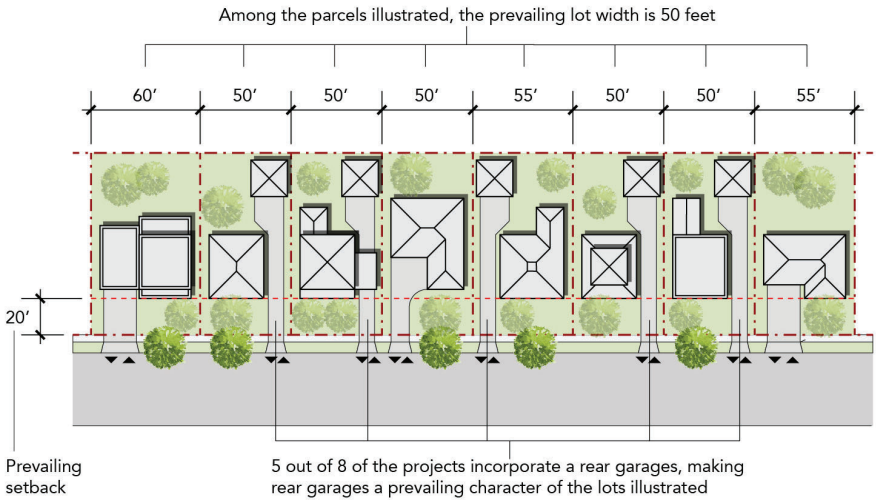 Among the parcels illustrated, the prevailing lot width is 50 feet
60’ 50’ 50’ 50’ 55’ 50’ 50’ 55’
20’
Prevailing
setback
5 out of 8 of the projects incorporate a rear garages, making
rear garages a prevailing character of the lots illustrated